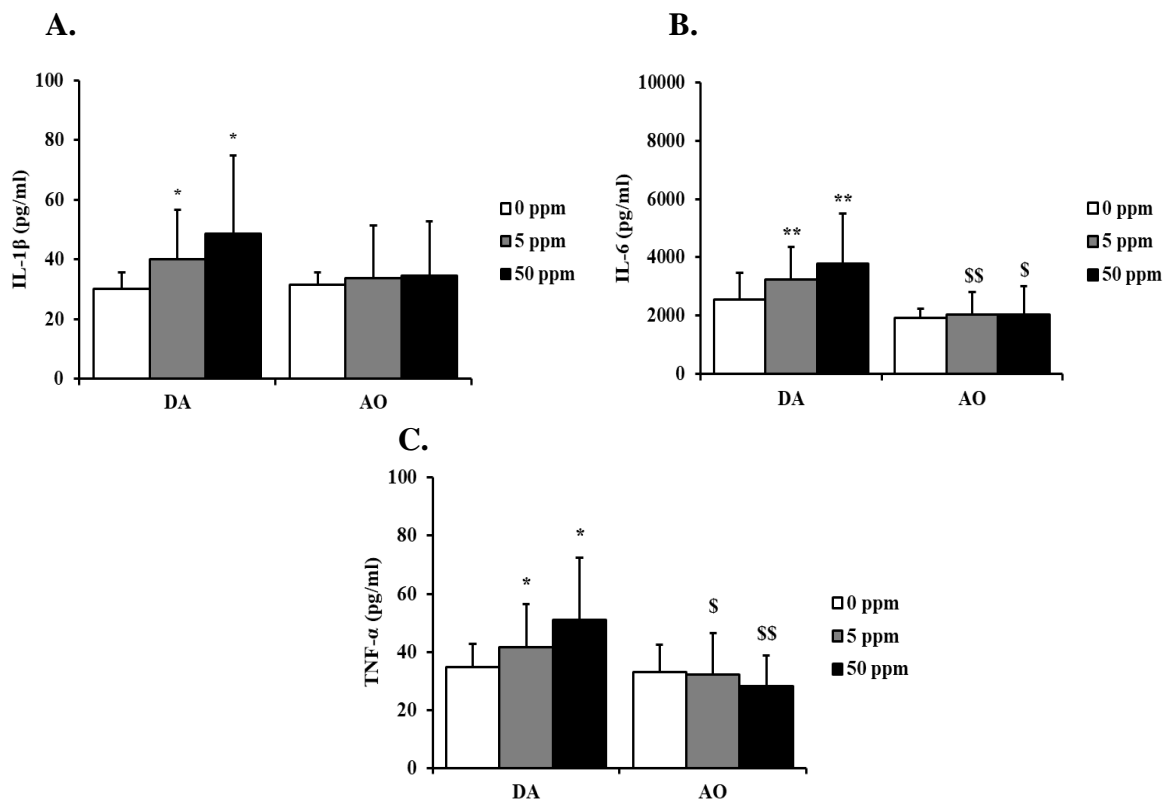 A.
100
80
60
40
20
0
IL-1β (pg/ml)
*
*
DA
AO
0 ppm
5 ppm
50 ppm
B.
10000
8000
6000
4000
2000
0
IL-6 (pg/ml)
**
**
$$
$
DA
AO
0 ppm
5 ppm
50 ppm
C.
100
80
60
40
20
0
TNF-α (pg/ml)
*
*
$
$$
DA
AO
0 ppm
5 ppm
50 ppm